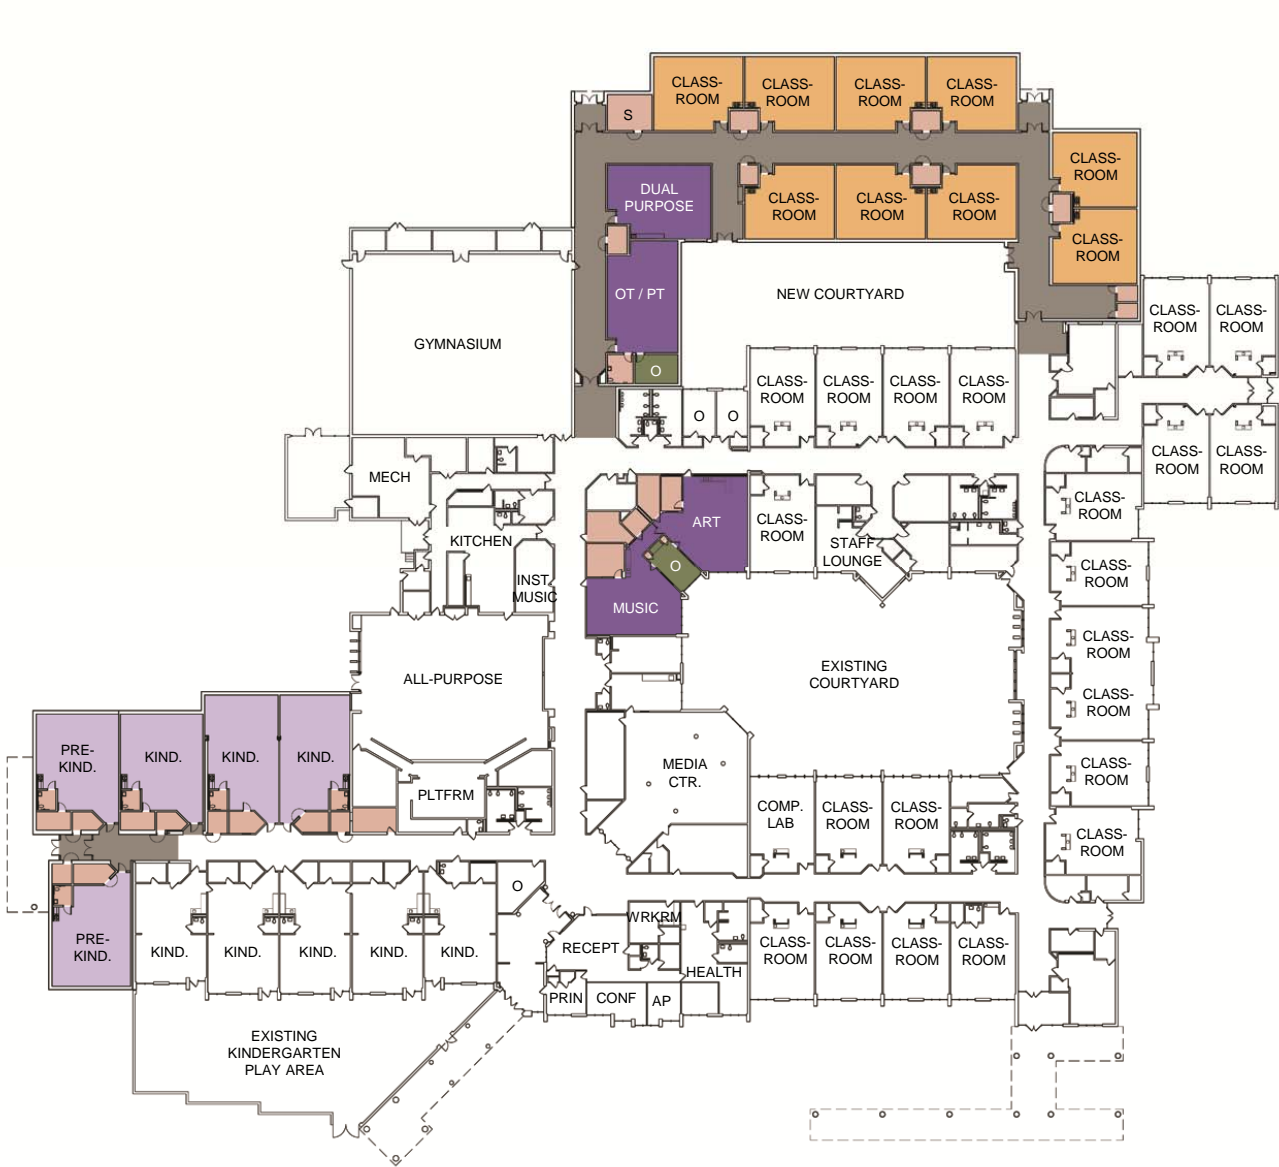 CLASS-
ROOM
CLASS-
ROOM
CLASS-
ROOM
CLASS-
ROOM
S
CLASS-
ROOM
DUAL
PURPOSE
CLASS-
ROOM
CLASS-
ROOM
CLASS-
ROOM
CLASS-
ROOM
OT / PT
NEW COURTYARD
CLASS-
ROOM
CLASS-
ROOM
GYMNASIUM
O
CLASS-
ROOM
CLASS-
ROOM
CLASS-
ROOM
CLASS-
ROOM
O
O
CLASS-
ROOM
CLASS-
ROOM
MECH
CLASS-
ROOM
ART
CLASS-
ROOM
KITCHEN
STAFF
LOUNGE
O
CLASS-
ROOM
INST.
MUSIC
MUSIC
CLASS-
ROOM
EXISTING
COURTYARD
ALL-PURPOSE
CLASS-
ROOM
PRE-
KIND.
KIND.
KIND.
KIND.
MEDIA
CTR.
CLASS-
ROOM
PLTFRM
COMP.
LAB
CLASS-
ROOM
CLASS-
ROOM
CLASS-
ROOM
O
PRE-
KIND.
KIND.
KIND.
KIND.
KIND.
KIND.
WRKRM
RECEPT
HEALTH
CLASS-
ROOM
CLASS-
ROOM
CLASS-
ROOM
CLASS-
ROOM
PRIN
CONF
AP
EXISTING
KINDERGARTEN
PLAY AREA